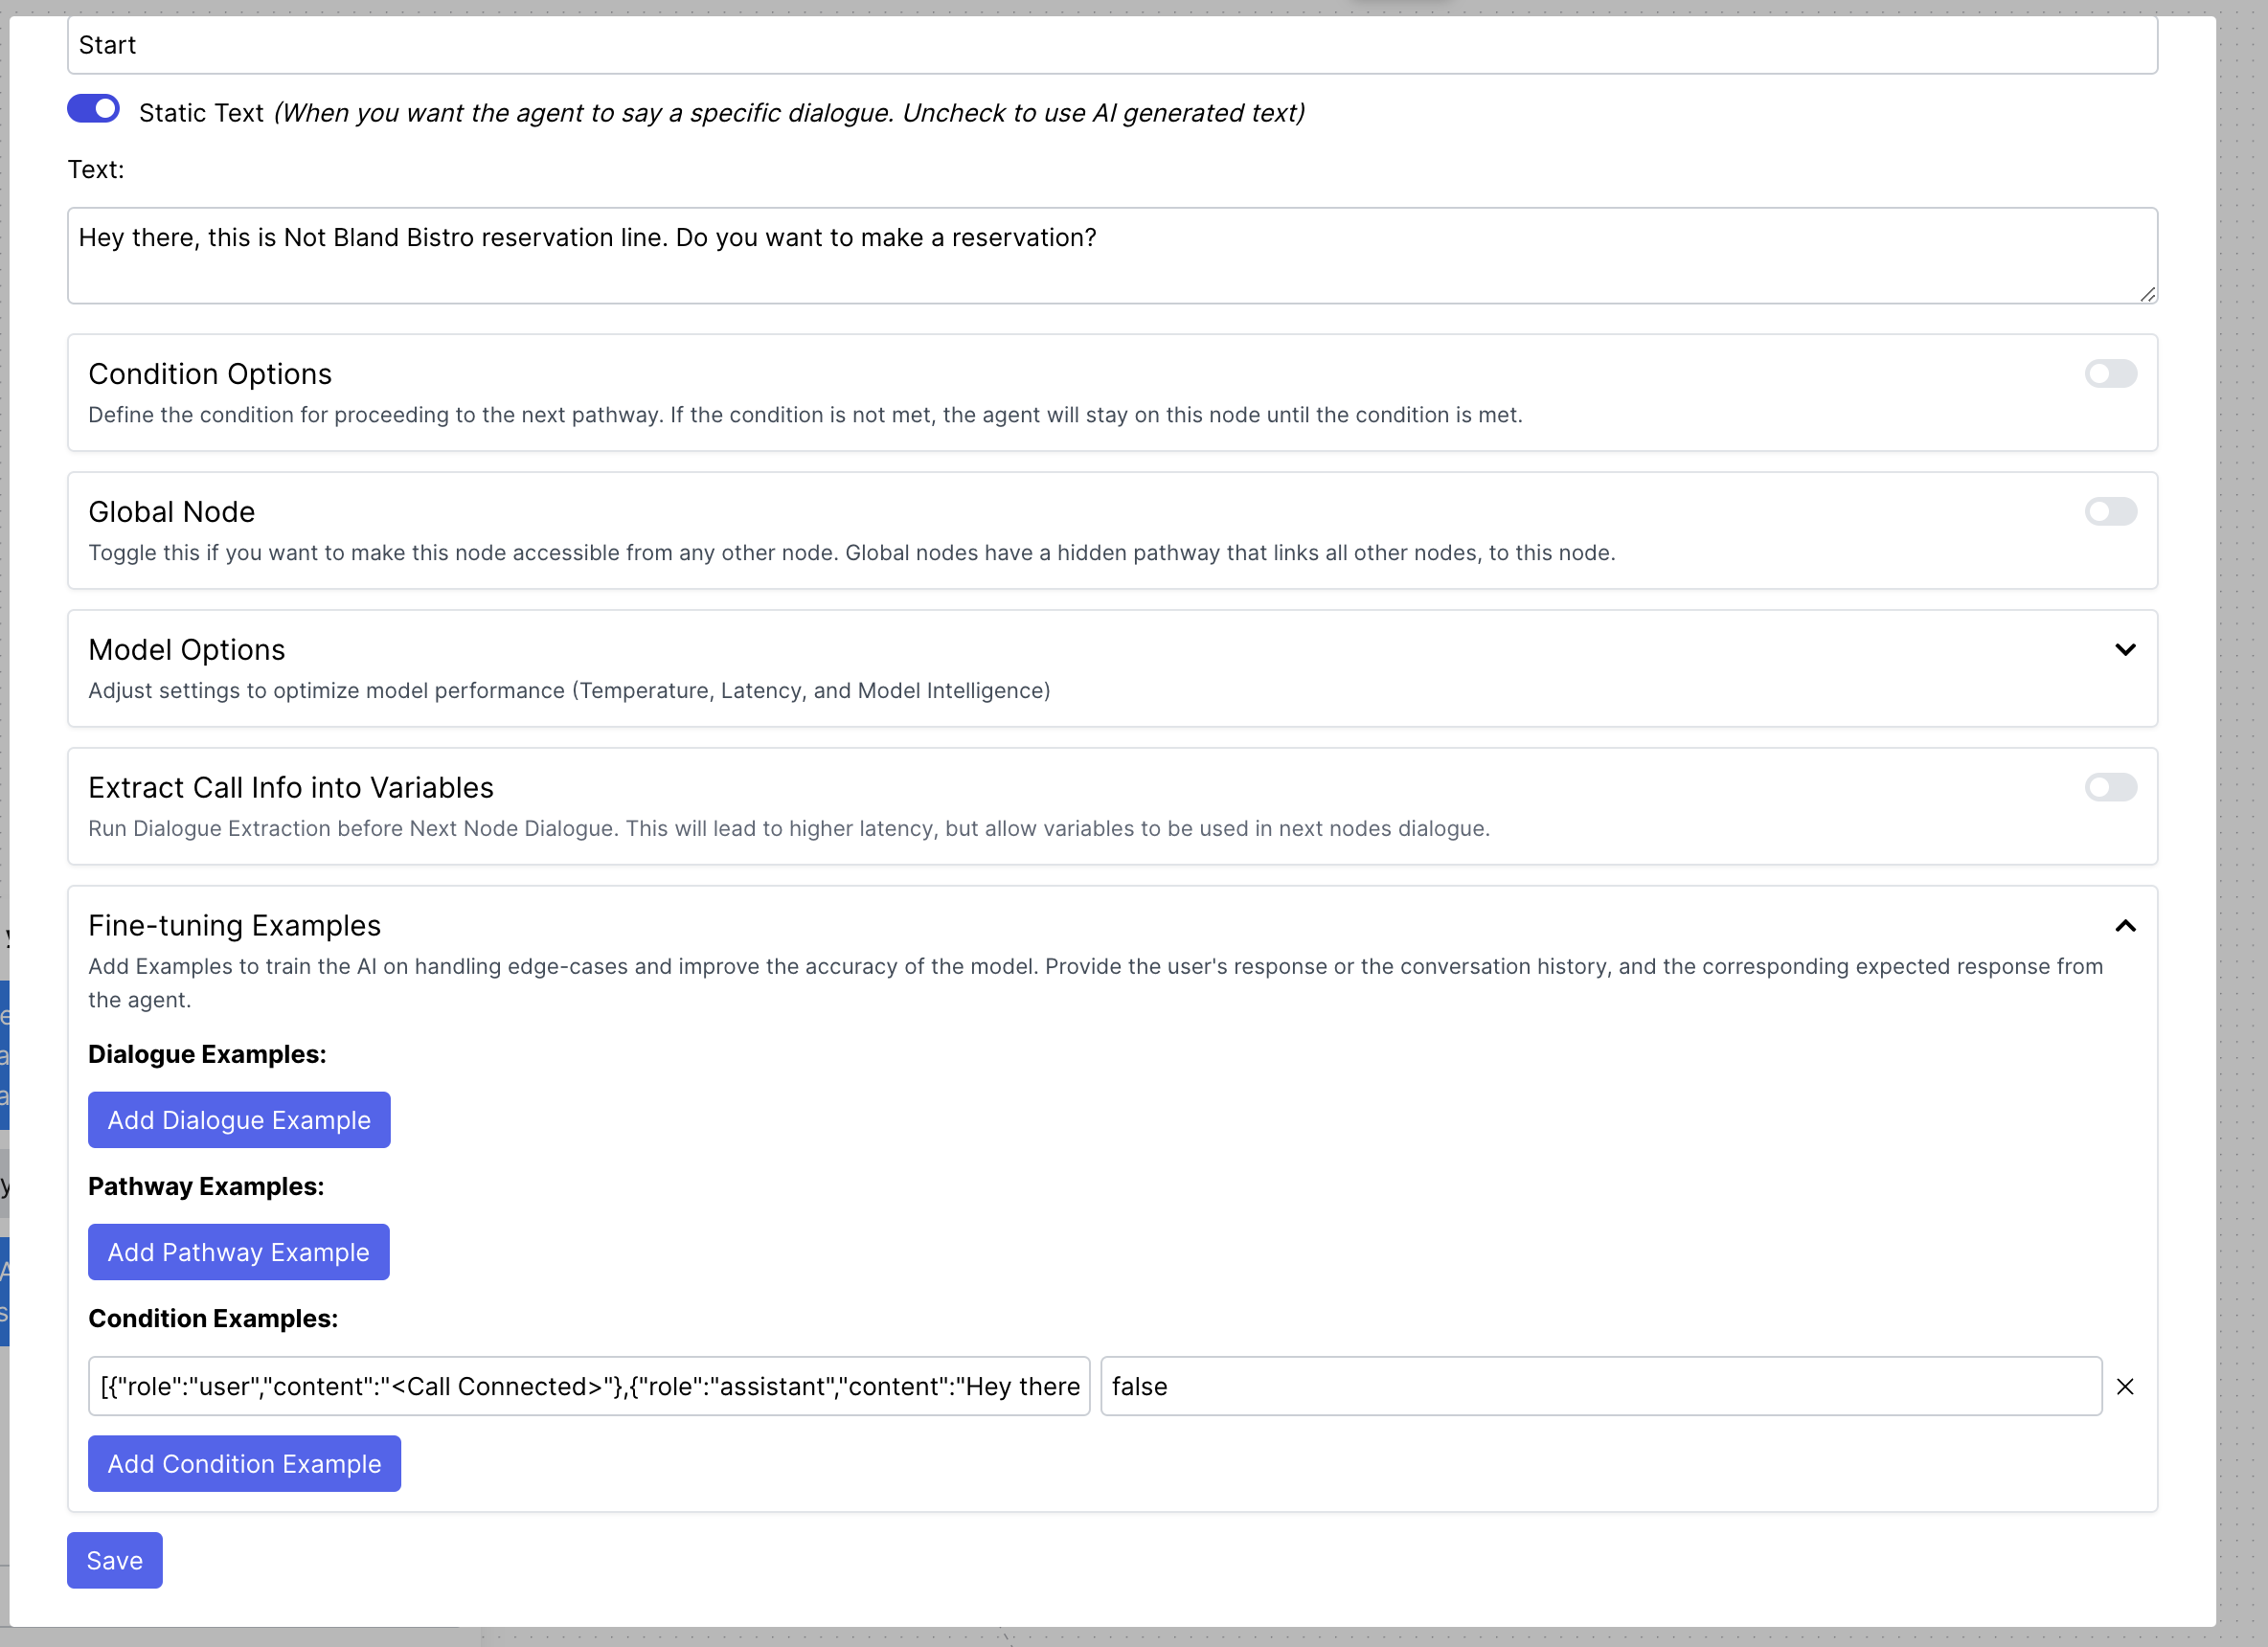 Start
Static Text (When you want the agent to say a specific dialogue. Uncheck to use AI generated text)
Text:
Hey there, this is Not Bland Bistro reservation line. Do you want to make a reservation?
Condition Options
Define the condition for proceeding to the next pathway. If the condition is not met, the agent will stay on this node until the condition is met.
Global Node
Toggle this if you want to make this node accessible from any other node. Global nodes have a hidden pathway that links all other nodes, to this node.
Model Options
Adjust settings to optimize model performance (Temperature, Latency, and Model Intelligence)
Extract Call Info into Variables
Run Dialogue Extraction before Next Node Dialogue. This will lead to higher latency, but allow variables to be used in next nodes dialogue.
Fine-tuning Examples
Add Examples to train the AI on handling edge-cases and improve the accuracy of the model. Provide the user's response or the conversation history, and the corresponding expected response from
the agent.
Dialogue Examples:
Add Dialogue Example
Pathway Examples:
Add Pathway Example
Condition Examples:
[{"role":"user","content":"<Call Connected>"},{"role":"assistant","content":"Hey there
false
Add Condition Example
Save